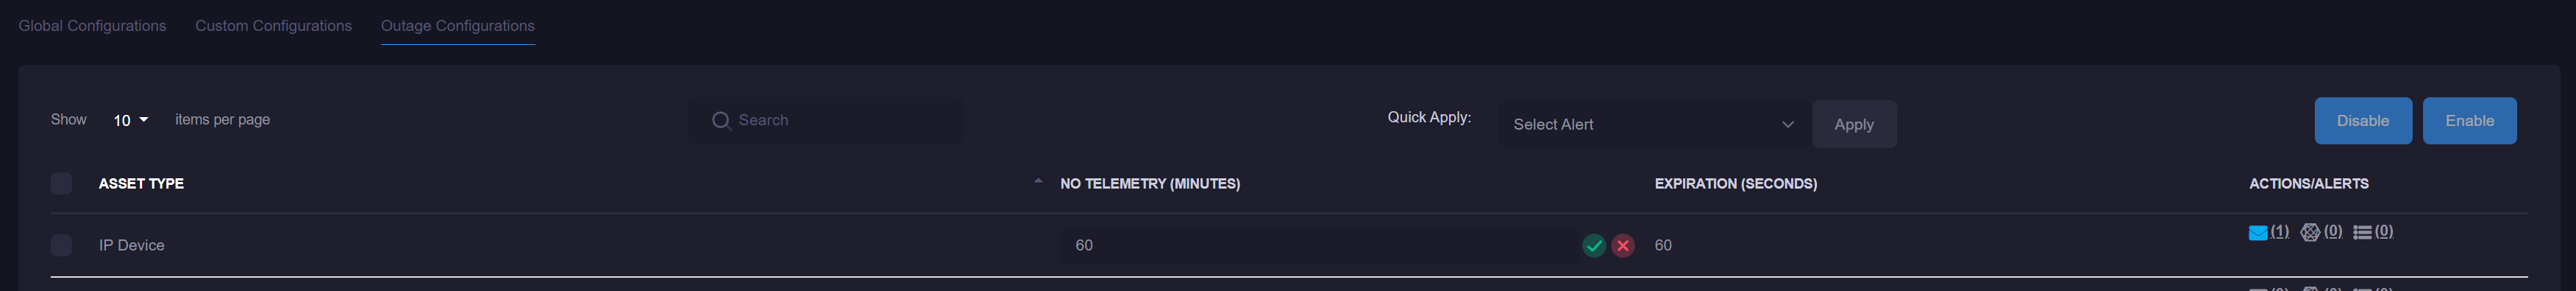 Global Configurations Custom Configurations Outage Configurations
Show 10 items per page Search Quick Apply: Select Alert Apply Disable Enable
ASSET TYPE NO TELEMETRY (MINUTES) EXPIRATION (SECONDS) ACTIONS/ALERTS
IP Device 60 60 (1) (0) (0)